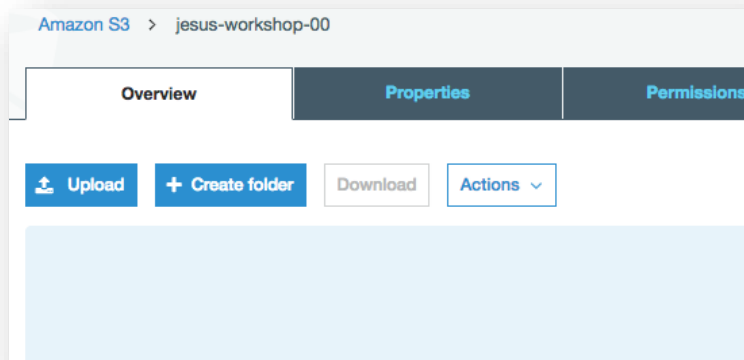 Amazon S3 > jesus-workshop-00
Overview Properties Permissions
Upload + Create folder Download Actions